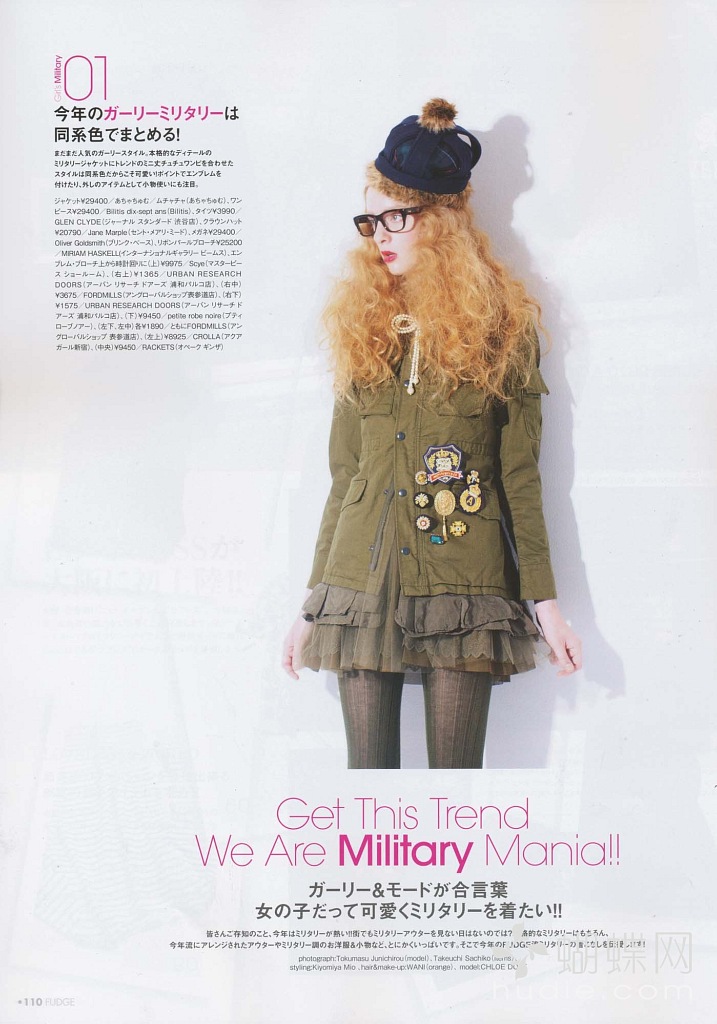 Girl's Military 01
今年のガーリーミリタリーは
同系色でまとめる!
まだまだ人気のガーリースタイル。本格的なディテールの
ミリタリージャケットにトレンドのミニ丈チュチュワンピを合わせた
スタイルは同系色だからこそ可愛い!ポイントでエンブレムを
付けたり、外しのアイテムとして小物使いにも注目。
ジャケット¥29400/あちゃちゅむ/ムチャチャ(あちゃちゅむ)、ワン
ピース¥29400/Bilitis dix-sept ans(Bilitis)、タイツ¥3990/
GLEN CLYDE(ジャーナル スタンダード 渋谷店)、クラウンハット
¥20790/Jane Marple(セント・メアリ・ミード)、メガネ¥29400/
Oliver Goldsmith(ブリンク・ベース)、リボンパールブローチ¥25200
/MIRIAM HASKELL(インターナショナルギャラリー ビームス)、エン
ブレム・ブローチ上から時計回りに(上)¥9975/Scye(マスターピー
ス ショールーム)、(右上)¥1365/URBAN RESEARCH
DOORS(アーバン リサーチ ドアーズ 浦和パルコ店)、(右中)
¥3675/FORDMILLS(アングローバルショップ表参道店)、(右下)
¥1575/URBAN RESEARCH DOORS(アーバン リサーチ ド
アーズ 浦和パルコ店)、(下)¥9450/petite robe noire(プティ
ローブノアー)、(左下、左中)各¥1890/ともにFORDMILLS(アン
グローバルショップ 表参道店)、(左上)¥8925/CROLLA(アクア
ガール新宿)、(中央)¥9450/RACKETS(オペーク ギンザ)
Get This Trend
We Are Military Mania!!
ガーリー&モードが合言葉
女の子だって可愛くミリタリーを着たい!!
皆さんご存知のこと、今年はミリタリーが熱い!!街でもミリタリーアウターを見ない日はないのでは?本格的なミリタリーはもちろん、
今年流にアレンジされたアウターやミリタリー調のお洋服&小物など、とにかくいっぱいです。そこで今年のFUDGE流ミリタリーの
photograph:Tokumasu Junichirou(model)、Takeuchi Sachiko(items)
styling:Kiyomiya Mio、hair&make-up:WANI(orange)、model:CHLOE
110 FUDGE
蝴蝶网
hudie.com